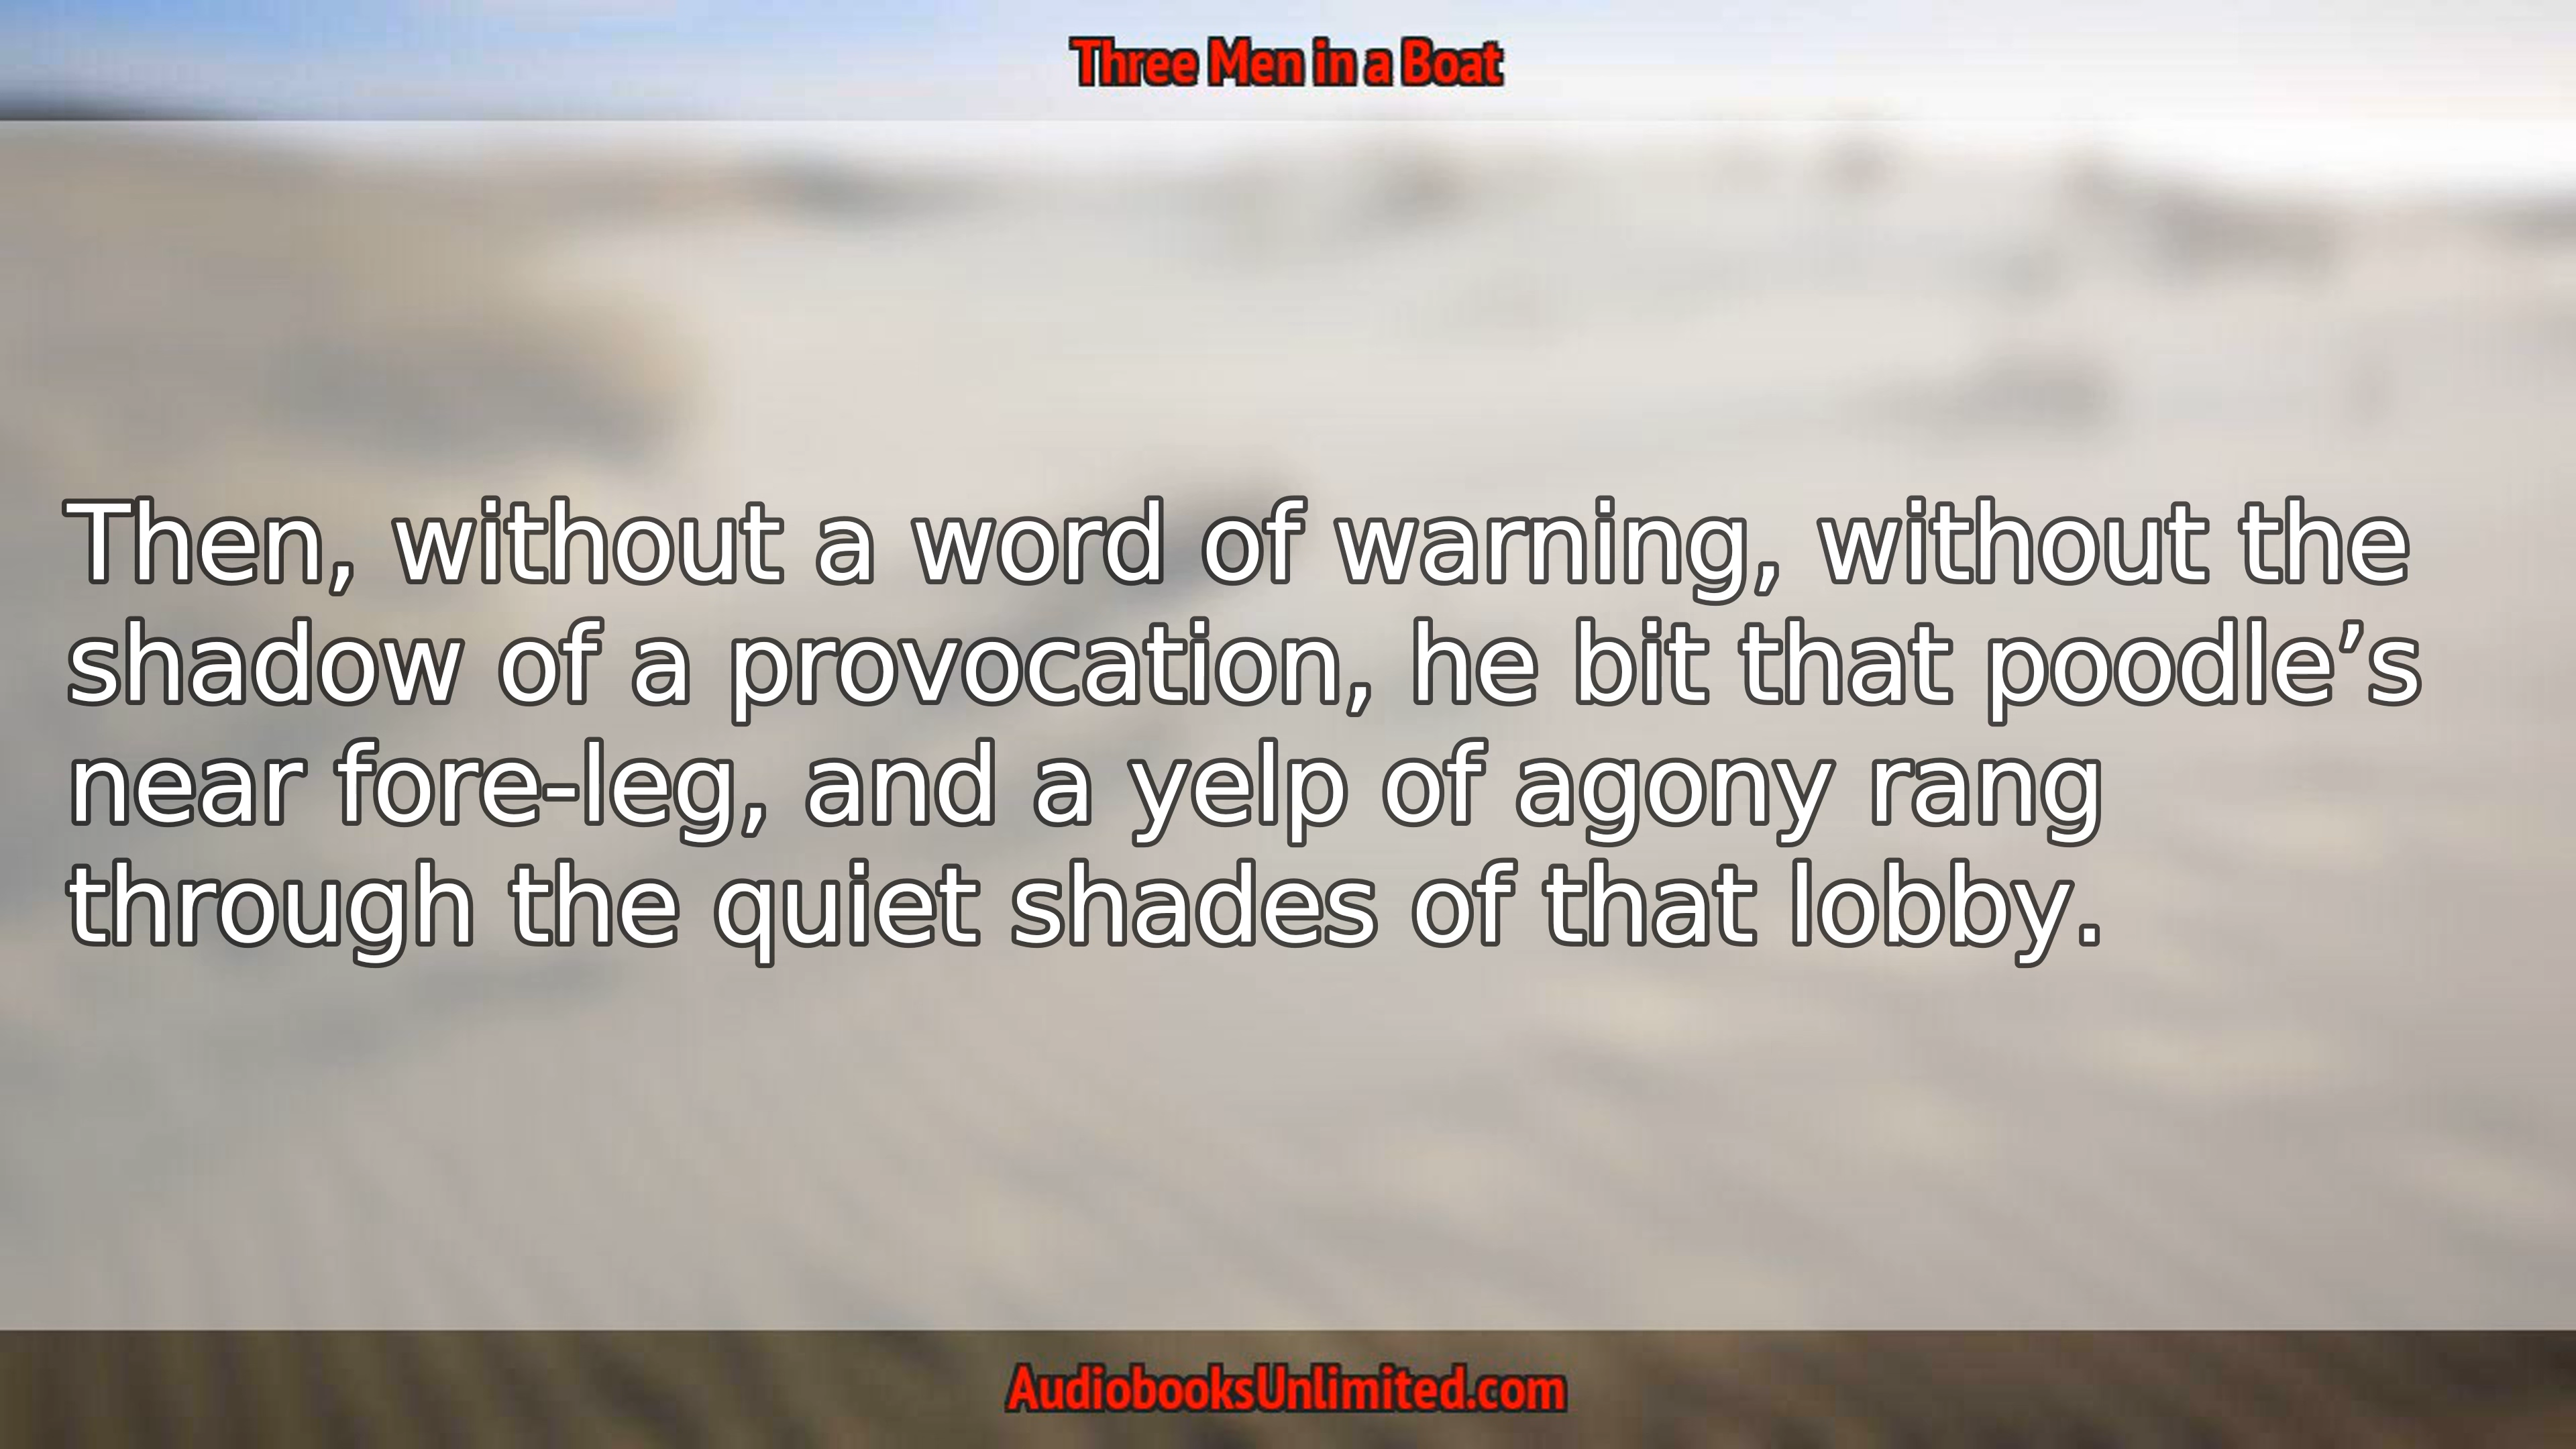 Three Men in a Boat
Then, without a word of warning, without the
shadow of a provocation, he bit that poodle’s
near fore-leg, and a yelp of agony rang
through the quiet shades of that lobby.
AudiobooksUnlimited.com